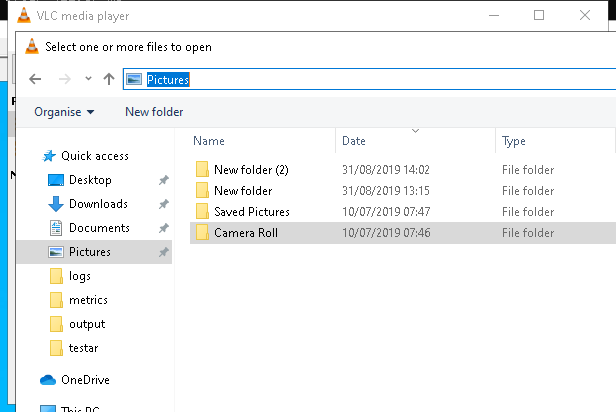 VLC media player
Select one or more files to open
Pictures
Organise
New folder
Name
Date
Type
Quick access
Desktop
Downloads
Documents
Pictures
logs
metrics
output
testar
OneDrive
This PC
New folder (2) 31/08/2019 14:02 File folder
New folder 31/08/2019 13:15 File folder
Saved Pictures 10/07/2019 07:47 File folder
Camera Roll 10/07/2019 07:46 File folder